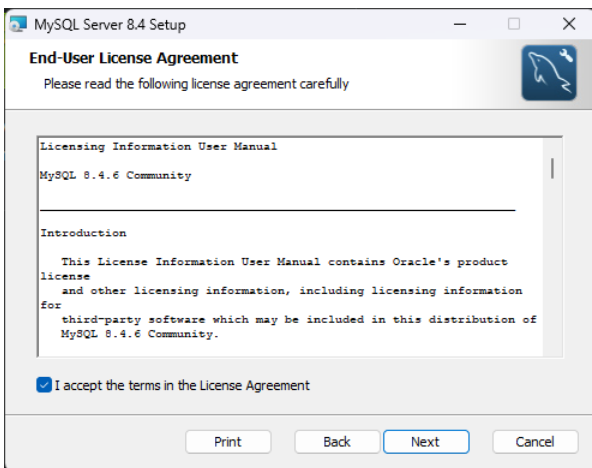 MySQL Server 8.4 Setup
End-User License Agreement
Please read the following license agreement carefully
Licensing Information User Manual
MySQL 8.4.6 Community
Introduction
This License Information User Manual contains Oracle's product
license
and other licensing information, including licensing information
for
third-party software which may be included in this distribution of
MySQL 8.4.6 Community.
I accept the terms in the License Agreement
Print Back Next Cancel